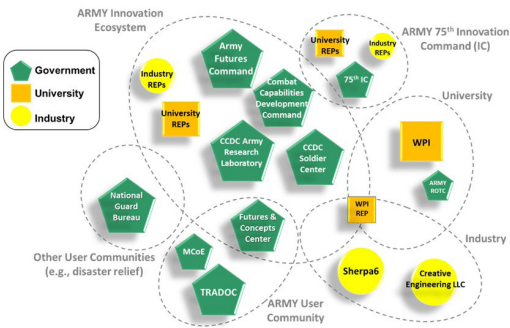 ARMY Innovation
Ecosystem
ARMY 75th Innovation
Command (IC)
Government
University
Industry
Army
Futures
Command
Industry
REPs
University
REPs
Combat
Capabilities
Development
Command
CCDC Army
Research
Laboratory
CCDC
Soldier
Center
University
REPs
Industry
REPs
75th IC
University
WPI
ARMY
ROTC
WPI
REP
National
Guard
Bureau
Other User Communities
(e.g., disaster relief)
Futures &
Concepts
Center
MCoE
TRADOC
ARMY User
Community
Industry
Sherpa6
Creative
Engineering LLC